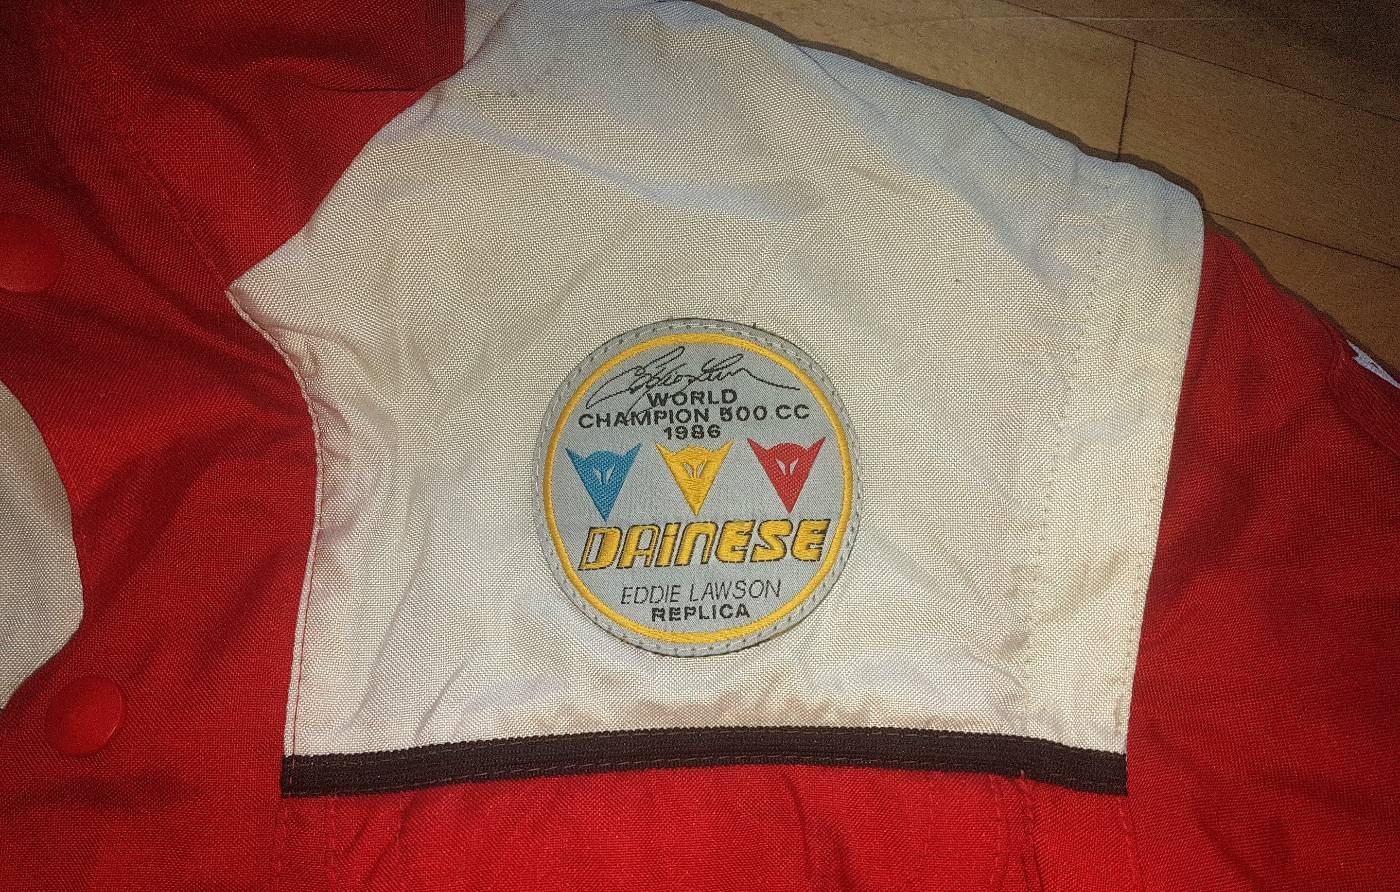 WORLD
CHAMPION 500 CC
1986
DAiNESE
EDDIE LAWSON
REPLICA